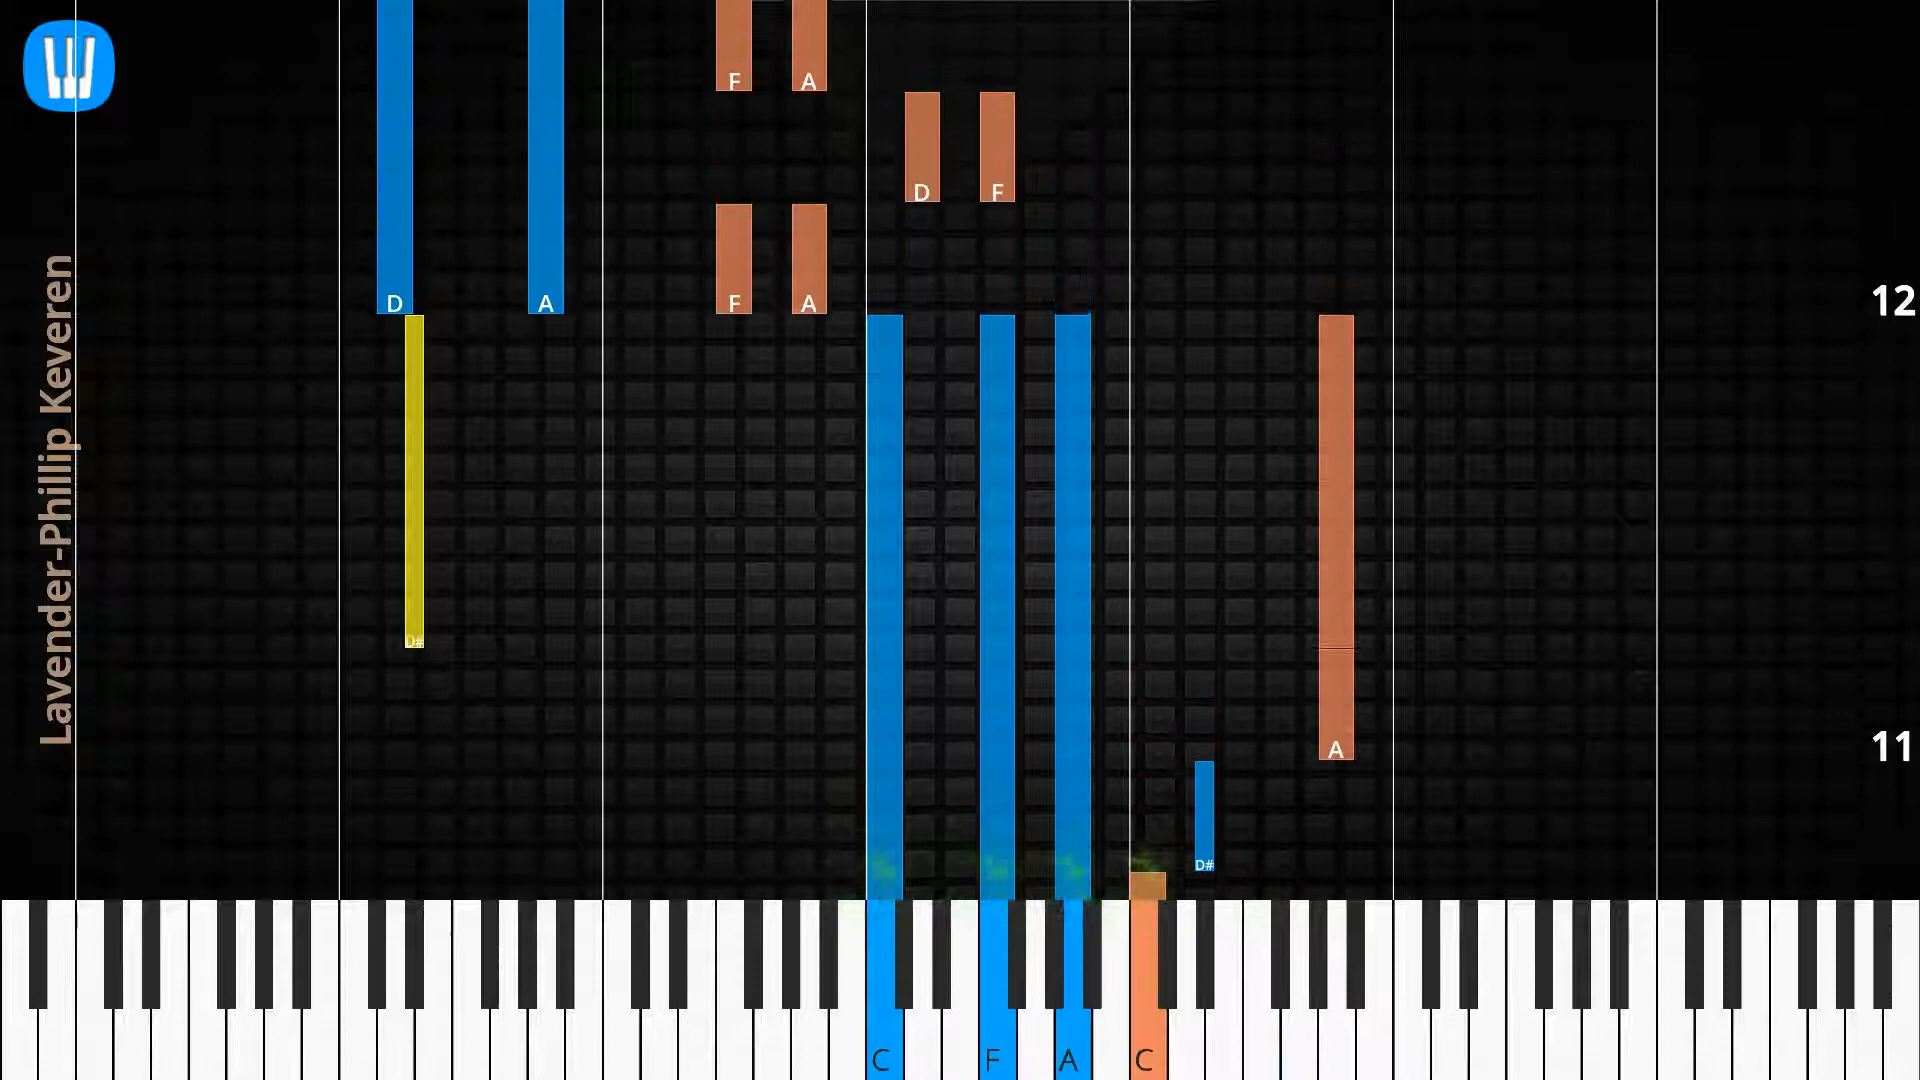 F A
D F
D A F A
12
Lavender-Phillip Keveren
D#
11
A
D#
C F A C